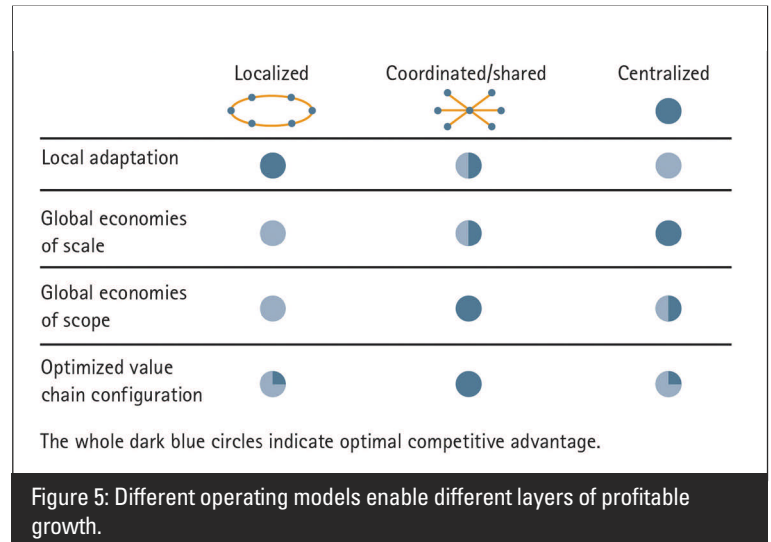 Localized Coordinated/shared Centralized
Local adaptation
Global economies
of scale
Global economies
of scope
Optimized value
chain configuration
The whole dark blue circles indicate optimal competitive advantage.
Figure 5: Different operating models enable different layers of profitable
growth.